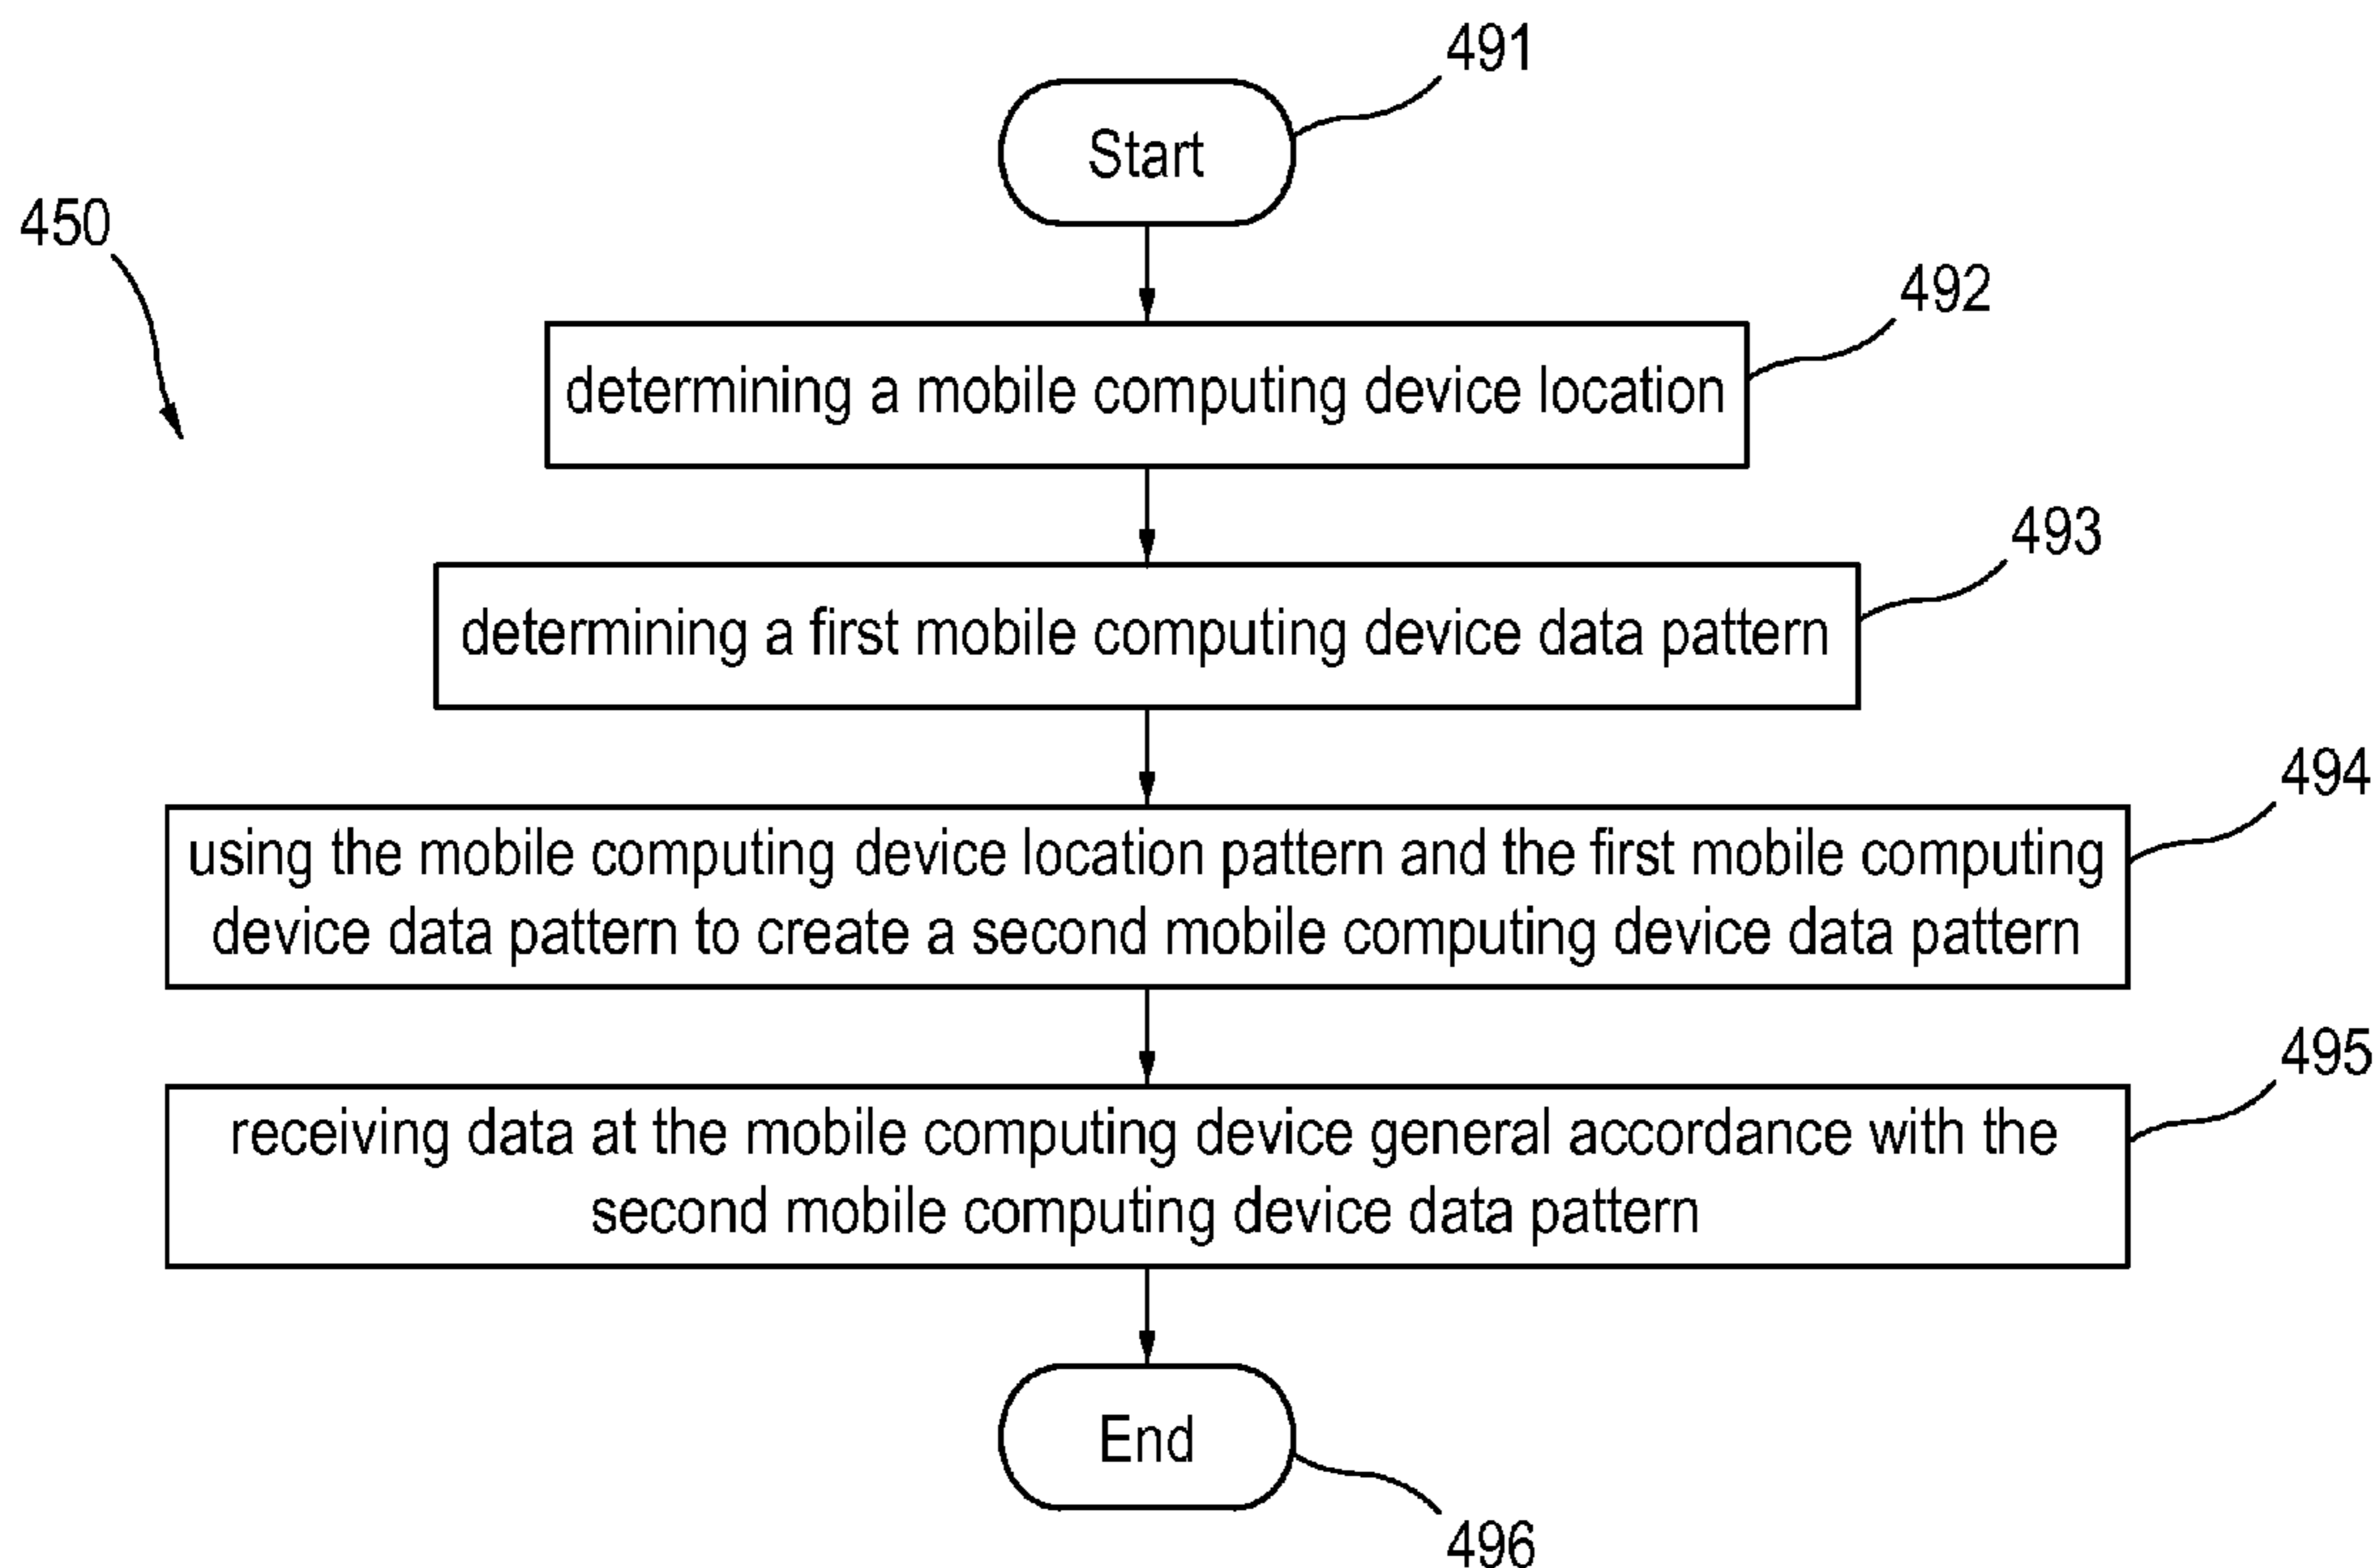 491
Start
450
492
determining a mobile computing device location
493
determining a first mobile computing device data pattern
494
using the mobile computing device location pattern and the first mobile computing
device data pattern to create a second mobile computing device data pattern
495
receiving data at the mobile computing device general accordance with the
second mobile computing device data pattern
End
496